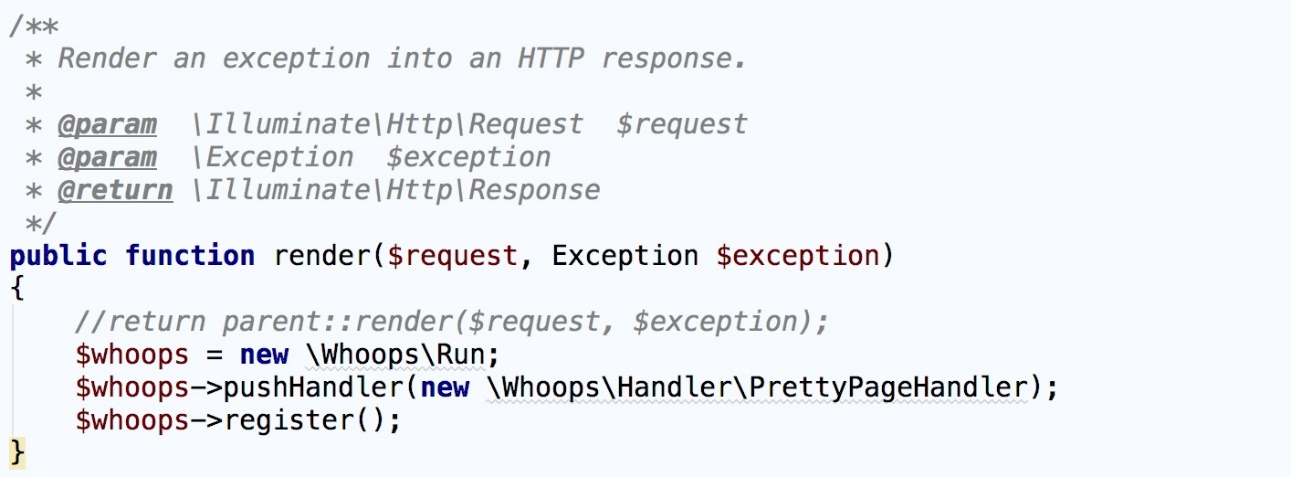 /**
 * Render an exception into an HTTP response.
 *
 * @param  \Illuminate\Http\Request  $request
 * @param  \Exception  $exception
 * @return \Illuminate\Http\Response
 */
public function render($request, Exception $exception)
{
    //return parent::render($request, $exception);
    $whoops = new \Whoops\Run;
    $whoops->pushHandler(new \Whoops\Handler\PrettyPageHandler);
    $whoops->register();
}